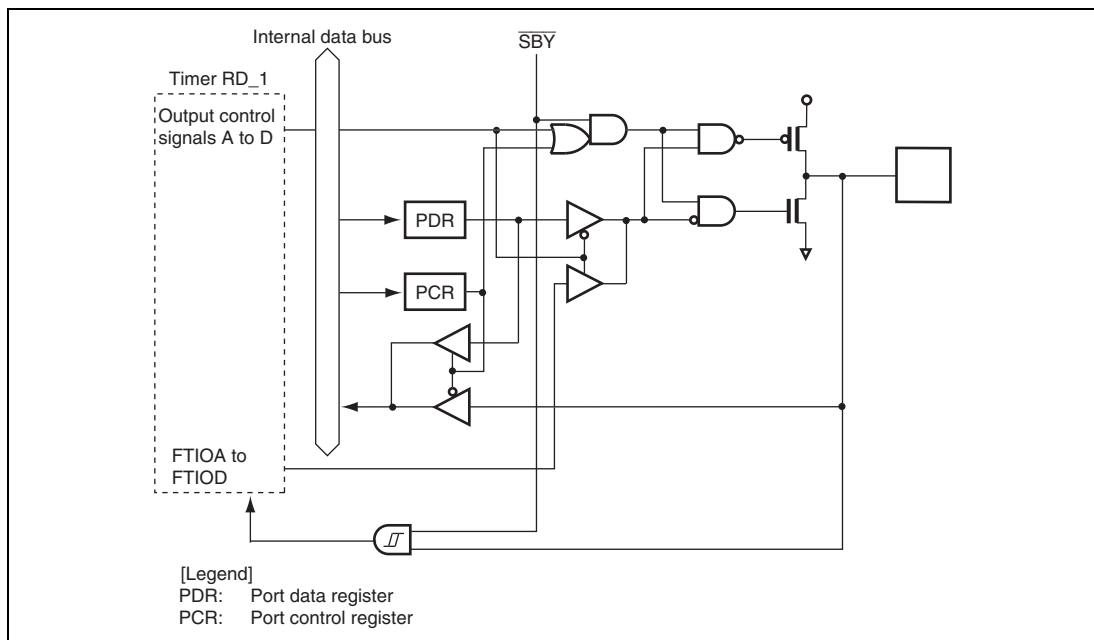 Internal data bus
SBY
Timer RD_1
Output control
signals A to D
PDR
PCR
FTIOA to
FTIOD
[Legend]
PDR: Port data register
PCR: Port control register